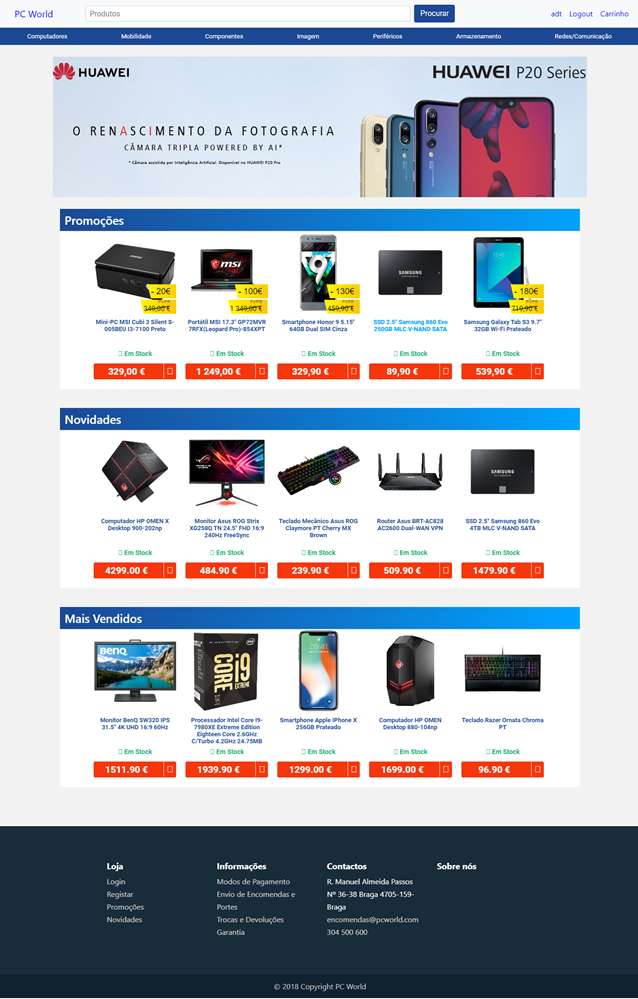 PC World
Produtos
Procurar
adt Logout Carrinho
Computadores Mobilidade Componentes Imagem Periféricos Armazenamento Redes/Comunicação
HUAWEI
HUAWEI P20 Series
O RENASCIMENTO DA FOTOGRAFIA
CÂMARA TRIPLA POWERED BY AI*
* Câmara assistida por Inteligência Artificial. Disponível no HUAWEI P20 Pro
Promoções
- 20€
349,00 €
Mini-PC MSI Cubi 3 Silent S-
005BEU I3-7100 Preto
Em Stock
329,00 €
msi
- 100€
1 349,00 €
Portátil MSI 17.3" GP72MVR
7RFX(Leopard Pro)-854XPT
Em Stock
1 249,00 €
- 130€
459,90 €
Smartphone Honor 9 5.15"
64GB Dual SIM Cinza
Em Stock
329,90 €
SAMSUNG
SSD 2.5" Samsung 860 Evo
250GB MLC V-NAND SATA
Em Stock
89,90 €
- 180€
719,90 €
Samsung Galaxy Tab S3 9.7"
32GB Wi-Fi Prateado
Em Stock
539,90 €
Novidades
Computador HP OMEN X
Desktop 900-202np
Em Stock
4299.00 €
Monitor Asus ROG Strix
XG258Q TN 24.5" FHD 16:9
240Hz FreeSync
Em Stock
484.90 €
Teclado Mecânico Asus ROG
Claymore PT Cherry MX
Brown
Em Stock
239.90 €
Router Asus BRT-AC828
AC2600 Dual-WAN VPN
Em Stock
509.90 €
SAMSUNG
SSD 2.5" Samsung 860 Evo
4TB MLC V-NAND SATA
Em Stock
1479.90 €
Mais Vendidos
BenQ
Monitor BenQ SW320 IPS
31.5" 4K UHD 16:9 60Hz
Em Stock
1511.90 €
CORE
i9
EXTREME
Processador Intel Core I9-
7980XE Extreme Edition
Eighteen Core 2.6GHz
C/Turbo 4.2GHz 24.75MB
Em Stock
1939.90 €
Smartphone Apple IPhone X
256GB Prateado
Em Stock
1299.00 €
Computador HP OMEN
Desktop 880-104np
Em Stock
1699.00 €
Teclado Razer Ornata Chroma
PT
Em Stock
96.90 €
Loja
Login
Registar
Promoções
Novidades
Informações
Modos de Pagamento
Envio de Encomendas e
Portes
Trocas e Devoluções
Garantia
Contactos
R. Manuel Almeida Passos
Nº 36-38 Braga 4705-159-
Braga
encomendas@pcworld.com
304 500 600
Sobre nós
© 2018 Copyright PC World